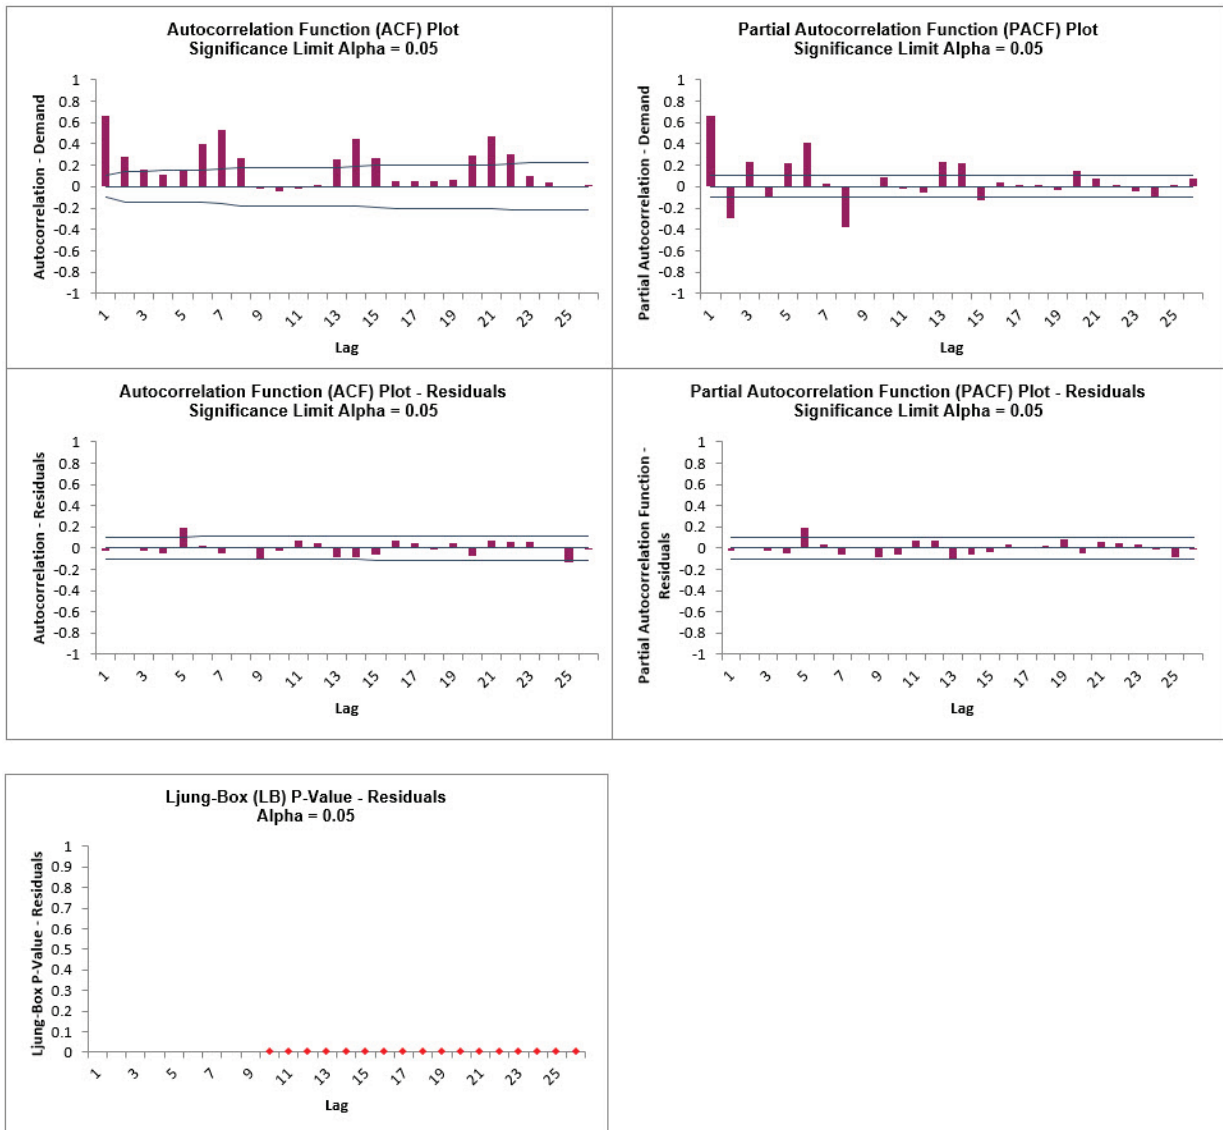 Autocorrelation Function (ACF) Plot
Significance Limit Alpha = 0.05
Autocorrelation - Demand
1
0.8
0.6
0.4
0.2
0
-0.2
-0.4
-0.6
-0.8
-1
1 3 5 7 9 11 13 15 17 19 21 23 25
Lag
Partial Autocorrelation Function (PACF) Plot
Significance Limit Alpha = 0.05
Partial Autocorrelation - Demand
1
0.8
0.6
0.4
0.2
0
-0.2
-0.4
-0.6
-0.8
-1
1 3 5 7 9 11 13 15 17 19 21 23 25
Lag
Autocorrelation Function (ACF) Plot - Residuals
Significance Limit Alpha = 0.05
Autocorrelation - Residuals
1
0.8
0.6
0.4
0.2
0
-0.2
-0.4
-0.6
-0.8
-1
1 3 5 7 9 11 13 15 17 19 21 23 25
Lag
Partial Autocorrelation Function (PACF) Plot - Residuals
Significance Limit Alpha = 0.05
Partial Autocorrelation Function -
Residuals
1
0.8
0.6
0.4
0.2
0
-0.2
-0.4
-0.6
-0.8
-1
1 3 5 7 9 11 13 15 17 19 21 23 25
Lag
Ljung-Box (LB) P-Value - Residuals
Alpha = 0.05
Ljung-Box P-Value - Residuals
1
0.9
0.8
0.7
0.6
0.5
0.4
0.3
0.2
0.1
0
1 3 5 7 9 11 13 15 17 19 21 23 25
Lag